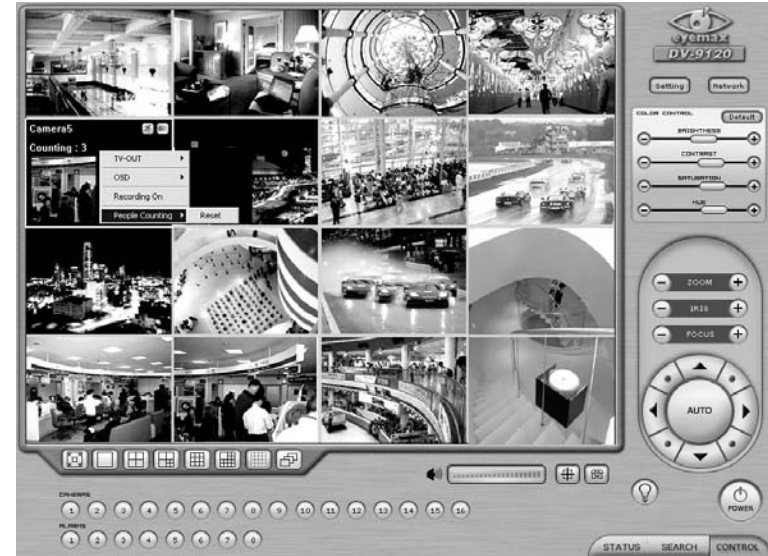 eyemax
DV-9120
Setting
Network
COLOR CONTROL
Default
BRIGHTNESS
CONTRAST
SATURATION
HUE
Camera5
Counting : 3
TV-OUT
OSD
Recording On
People Counting
Reset
ZOOM
IRIS
FOCUS
AUTO
CAMERAS
1 2 3 4 5 6 7 8 9 10 11 12 13 14 15 16
ALARMS
1 2 3 4 5 6 7 8
POWER
STATUS SEARCH CONTROL